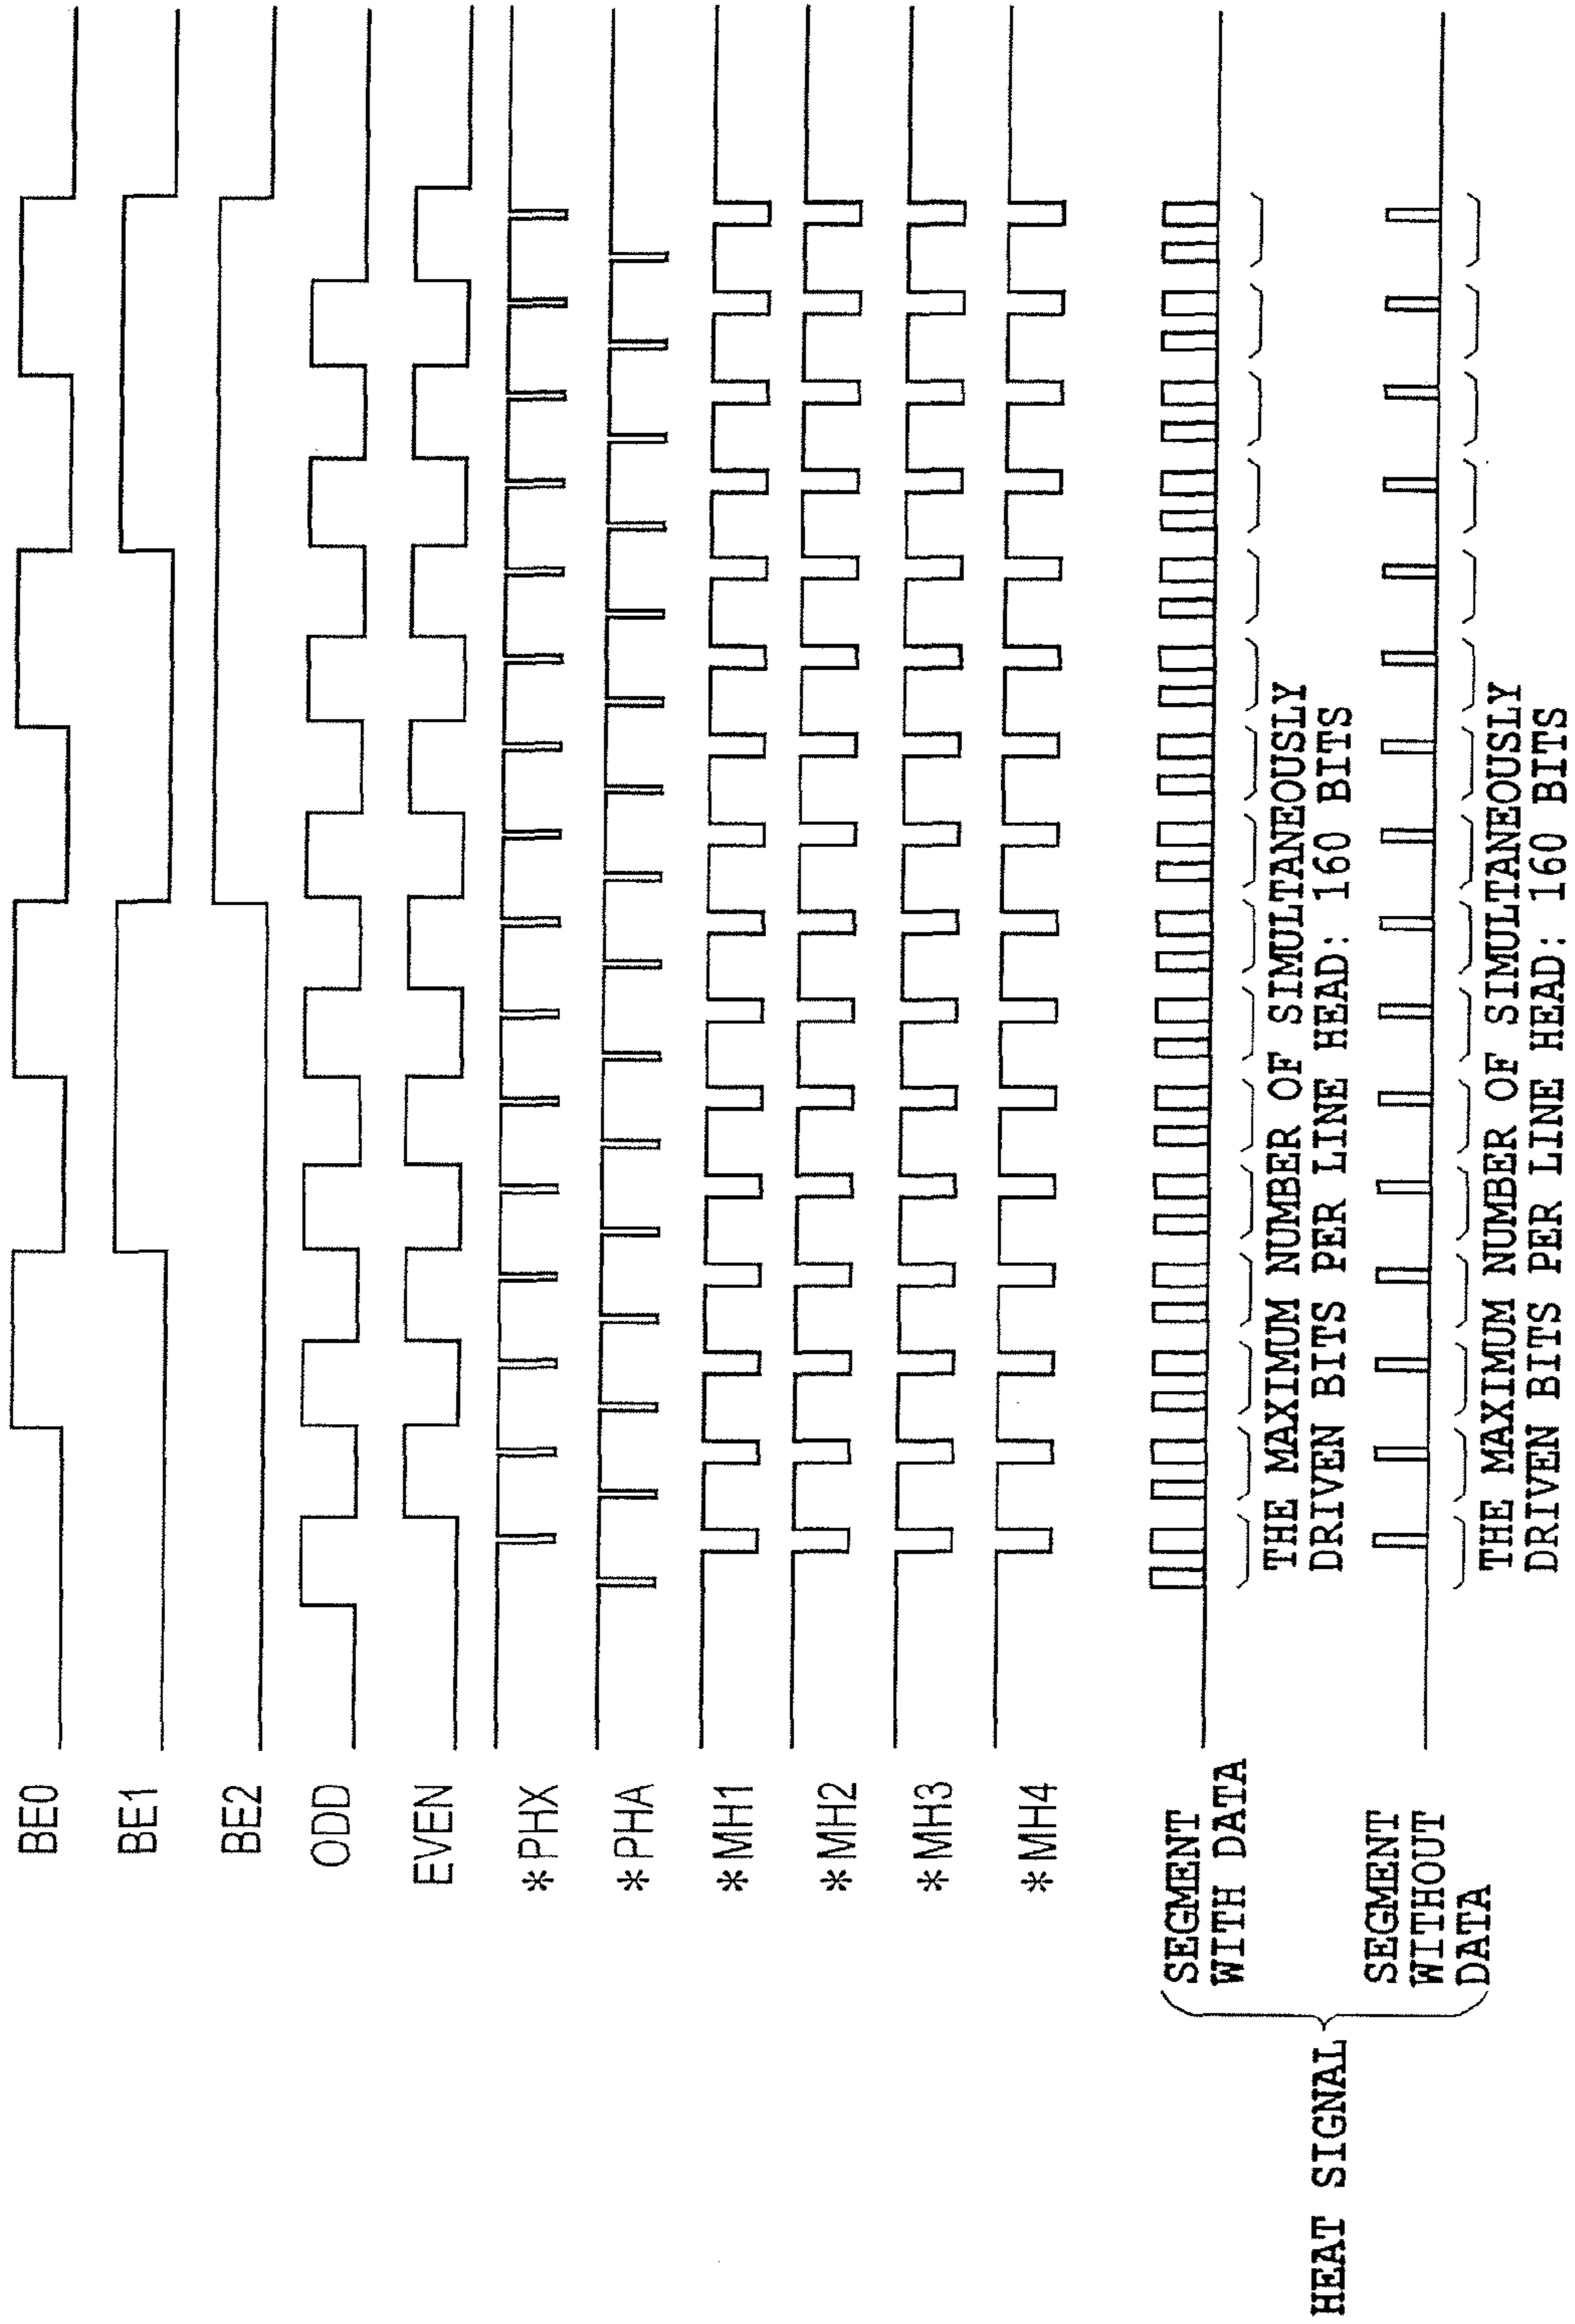 BE0
BE1
BE2
ODD
EVEN
*PHX
*PHA
*MH1
*MH2
*MH3
*MH4
HEAT SIGNAL
SEGMENT
WITH DATA
THE MAXIMUM NUMBER OF SIMULTANEOUSLY
DRIVEN BITS PER LINE HEAD: 160 BITS
SEGMENT
WITHOUT
DATA
THE MAXIMUM NUMBER OF SIMULTANEOUSLY
DRIVEN BITS PER LINE HEAD: 160 BITS